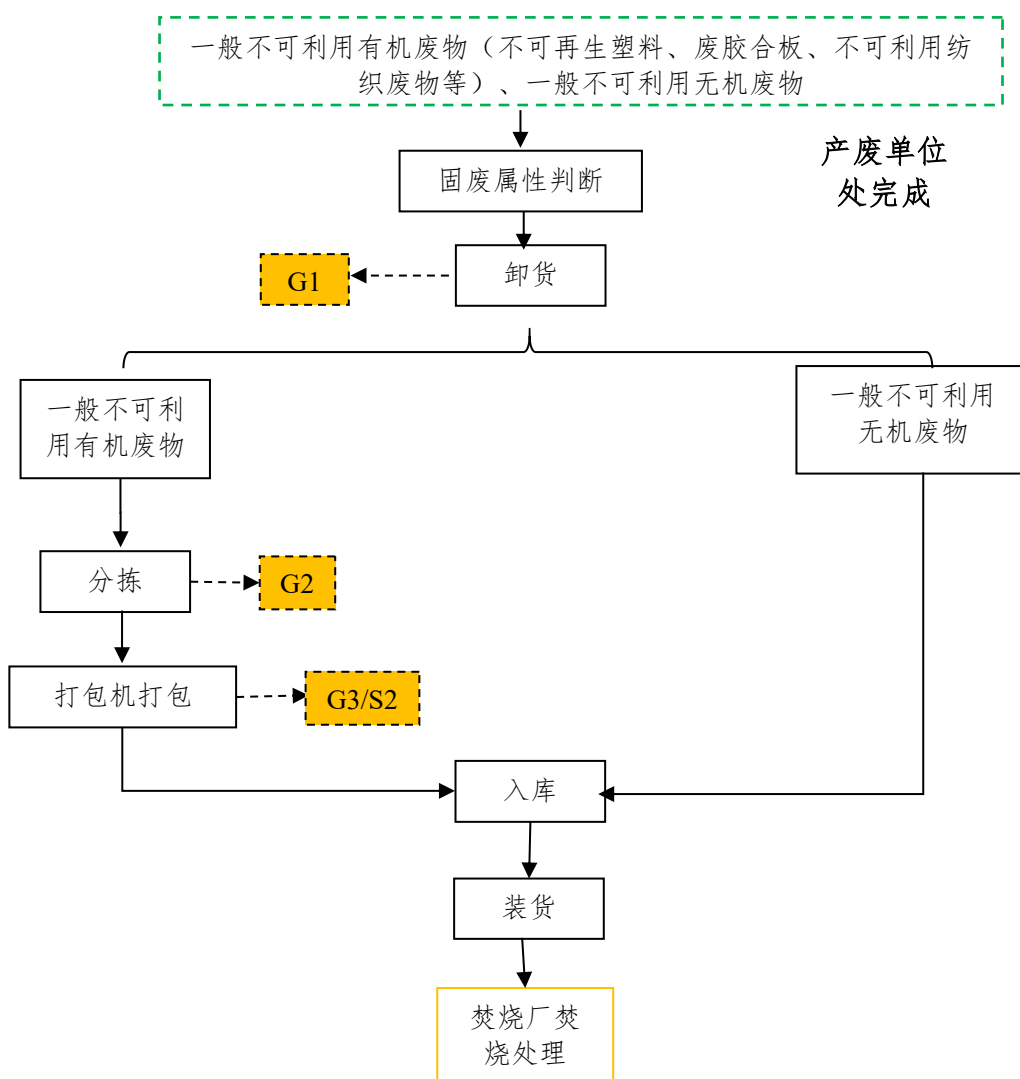 一般不可利用有机废物（不可再生塑料、废胶合板、不可利用纺
织废物等）、一般不可利用无机废物
产废单位
处完成
固废属性判断
卸货
G1
一般不可利
用有机废物
一般不可利用
无机废物
分拣
G2
打包机打包
G3/S2
入库
装货
焚烧厂焚
烧处理